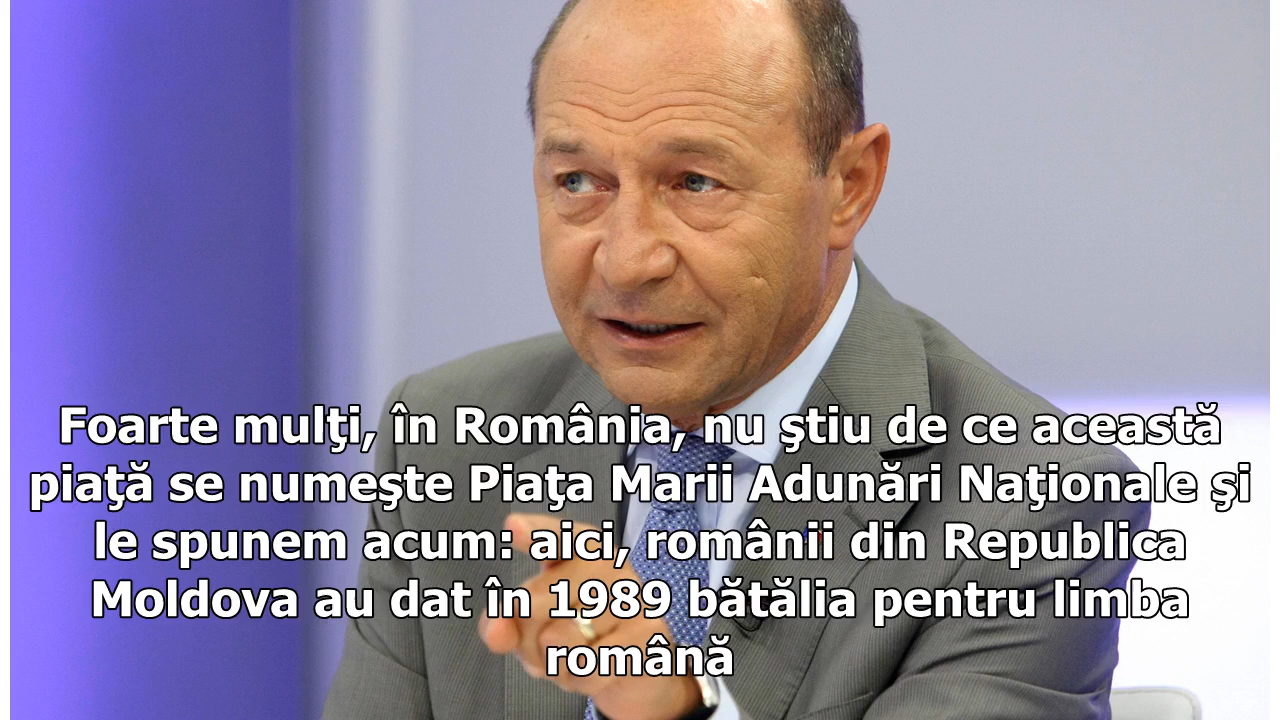 Foarte mulţi, în România, nu ştiu de ce această
piaţă se numeşte Piaţa Marii Adunări Naţionale şi
le spunem acum: aici, românii din Republica
Moldova au dat în 1989 bătălia pentru limba
română